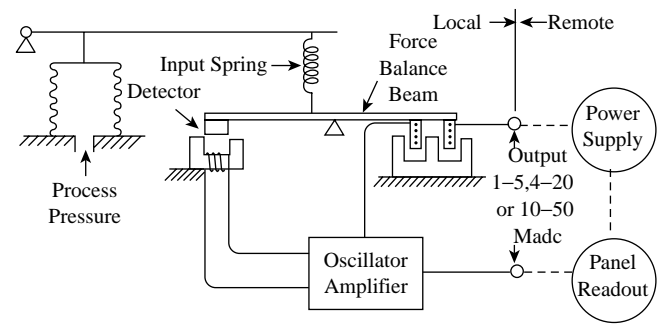 Local
Remote
Force
Balance
Beam
Input Spring
Detector
Power
Supply
Process
Pressure
Output
1–5,4–20
or 10–50
Madc
Oscillator
Amplifier
Panel
Readout